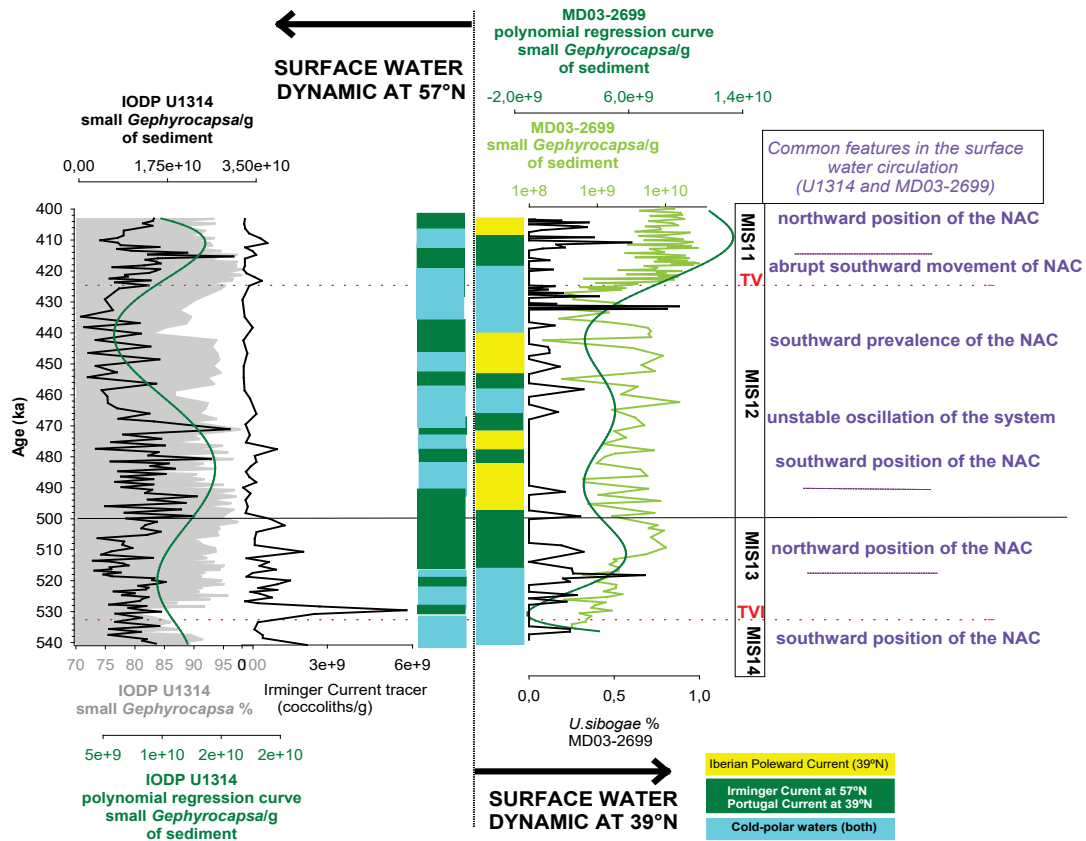 MD03-2699
polynomial regression curve
small Gephyrocapsa/g
of sediment
-2,0e+9 6,0e+9 1,4e+10
SURFACE WATER
DYNAMIC AT 57°N
IODP U1314
small Gephyrocapsa/g
of sediment
0,00 1,75e+10 3,50e+10
MD03-2699
small Gephyrocapsa/g
of sediment
1e+8 1e+9 1e+10
Common features in the surface
water circulation
(U1314 and MD03-2699)
Age (ka)
400
410
420
430
440
450
460
470
480
490
500
510
520
530
540
MIS11
TV
MIS12
MIS13
TVI
MIS14
northward position of the NAC
abrupt southward movement of NAC
southward prevalence of the NAC
unstable oscillation of the system
southward position of the NAC
northward position of the NAC
southward position of the NAC
70 75 80 85 90 95 100
IODP U1314
small Gephyrocapsa %
0 3e+9 6e+9
Irminger Current tracer
(coccoliths/g)
0,0 0,5 1,0
U.sibogae %
MD03-2699
5e+9 1e+10 2e+10 2e+10
IODP U1314
polynomial regression curve
small Gephyrocapsa/g
of sediment
SURFACE WATER
DYNAMIC AT 39°N
Iberian Poleward Current (39ºN)
Irminger Curent at 57ºN
Portugal Current at 39ºN
Cold-polar waters (both)